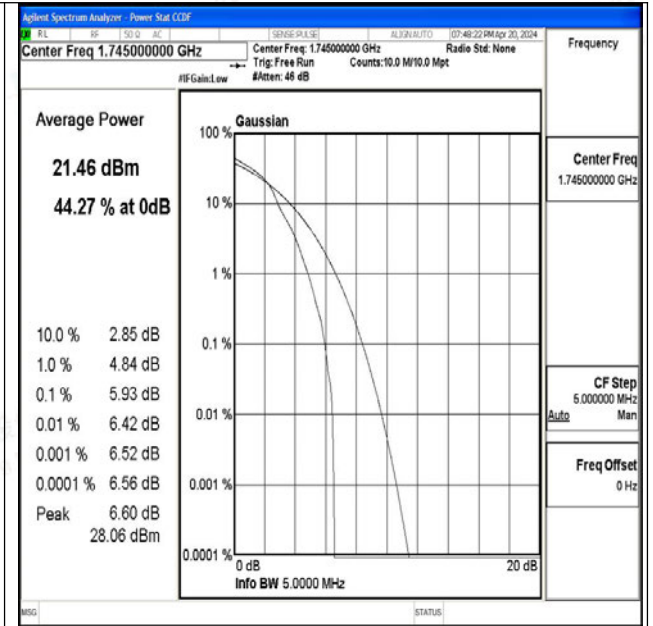 Agilent Spectrum Analyzer - Power Stat CCDF
RL RF 50 Ω AC SENSE:PULSE ALIGN AUTO 07:48:22 PM Apr 20, 2024
Center Freq 1.745000000 GHz
Center Freq: 1.745000000 GHz Radio Std: None
Trig: Free Run Counts:10.0 M/10.0 Mpt
#IFGain:Low #Atten: 46 dB
Frequency
Average Power
21.46 dBm
44.27 % at 0dB
10.0 % 2.85 dB
1.0 % 4.84 dB
0.1 % 5.93 dB
0.01 % 6.42 dB
0.001 % 6.52 dB
0.0001 % 6.56 dB
Peak 6.60 dB
28.06 dBm
Gaussian
100 %
10 %
1 %
0.1 %
0.01 %
0.001 %
0.0001 %
0 dB 20 dB
Info BW 5.0000 MHz
Center Freq
1.745000000 GHz
CF Step
5.000000 MHz
Auto Man
Freq Offset
0 Hz
MSG STATUS